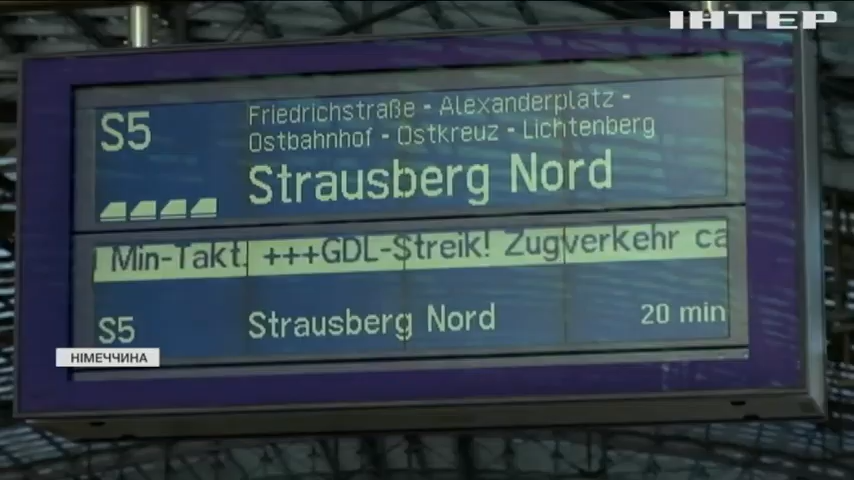 ІНТЕР
S5
Friedrichstraße - Alexanderplatz -
Ostbahnhof - Ostkreuz - Lichtenberg
Strausberg Nord
Min-Takt. +++GDL-Streik! Zugverkehr ca
S5 Strausberg Nord 20 min
НІМЕЧЧИНА